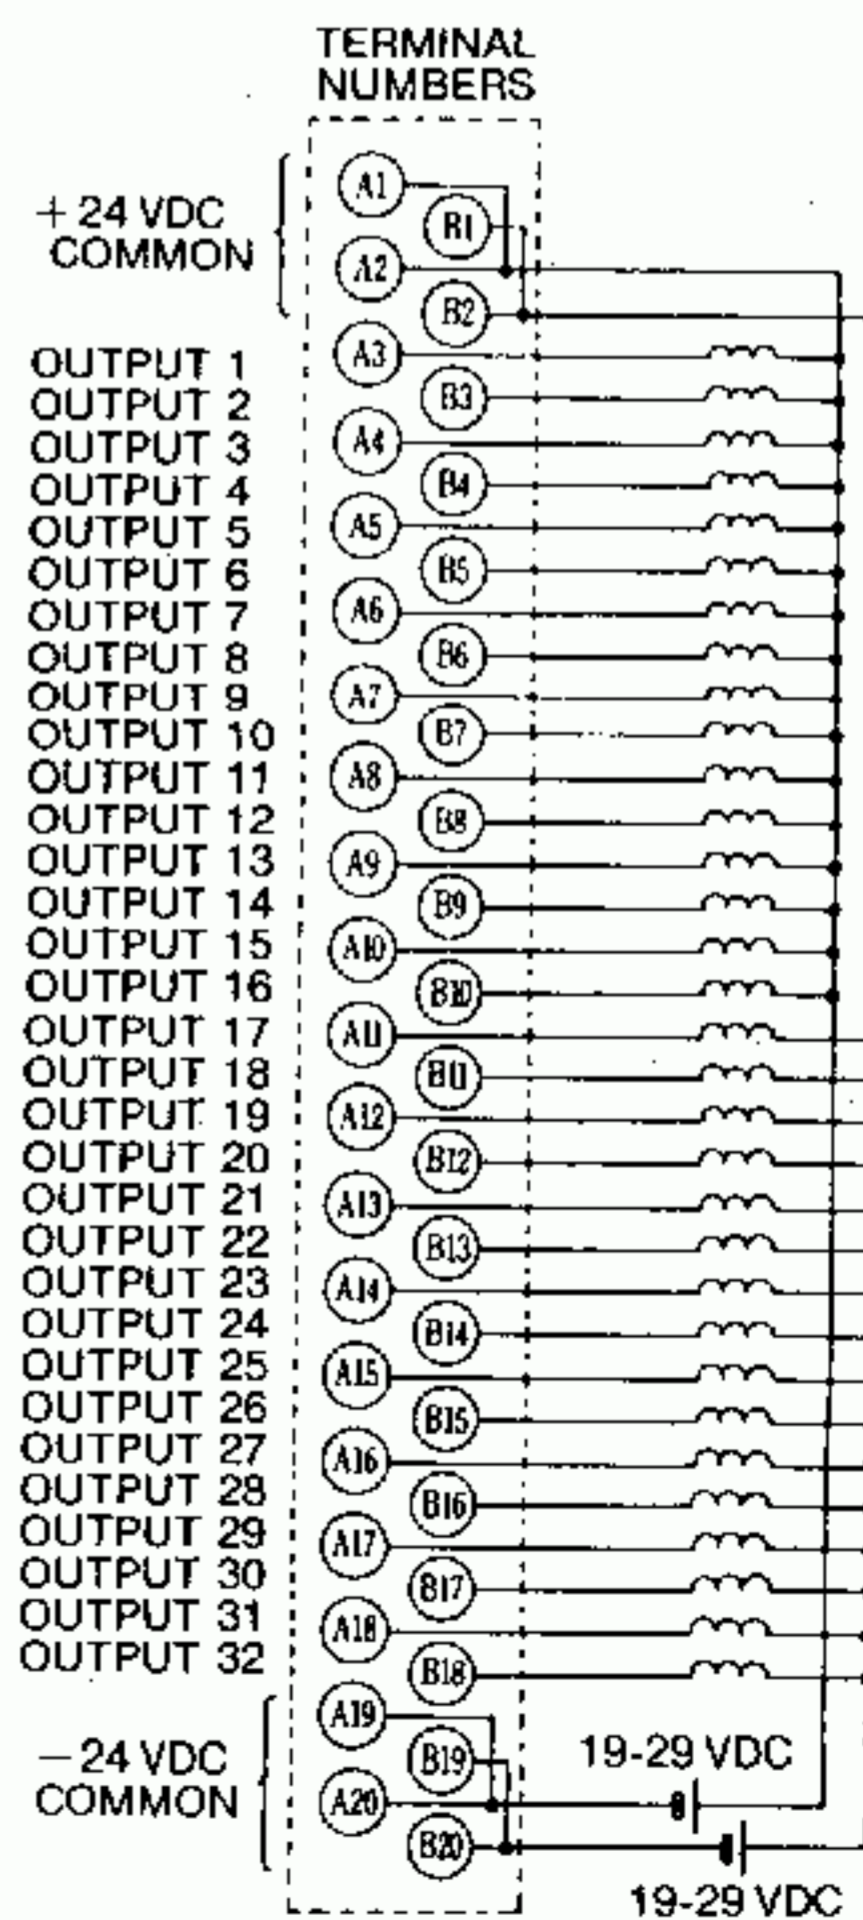 TERMINAL
NUMBERS
+ 24 VDC
COMMON
A1
B1
A2
B2
OUTPUT 1 A3
OUTPUT 2 B3
OUTPUT 3 A4
OUTPUT 4 B4
OUTPUT 5 A5
OUTPUT 6 B5
OUTPUT 7 A6
OUTPUT 8 B6
OUTPUT 9 A7
OUTPUT 10 B7
OUTPUT 11 A8
OUTPUT 12 B8
OUTPUT 13 A9
OUTPUT 14 B9
OUTPUT 15 A10
OUTPUT 16 B10
OUTPUT 17 A11
OUTPUT 18 B11
OUTPUT 19 A12
OUTPUT 20 B12
OUTPUT 21 A13
OUTPUT 22 B13
OUTPUT 23 A14
OUTPUT 24 B14
OUTPUT 25 A15
OUTPUT 26 B15
OUTPUT 27 A16
OUTPUT 28 B16
OUTPUT 29 A17
OUTPUT 30 B17
OUTPUT 31 A18
OUTPUT 32 B18
− 24 VDC
COMMON
A19
B19
A20
B20
19-29 VDC
19-29 VDC